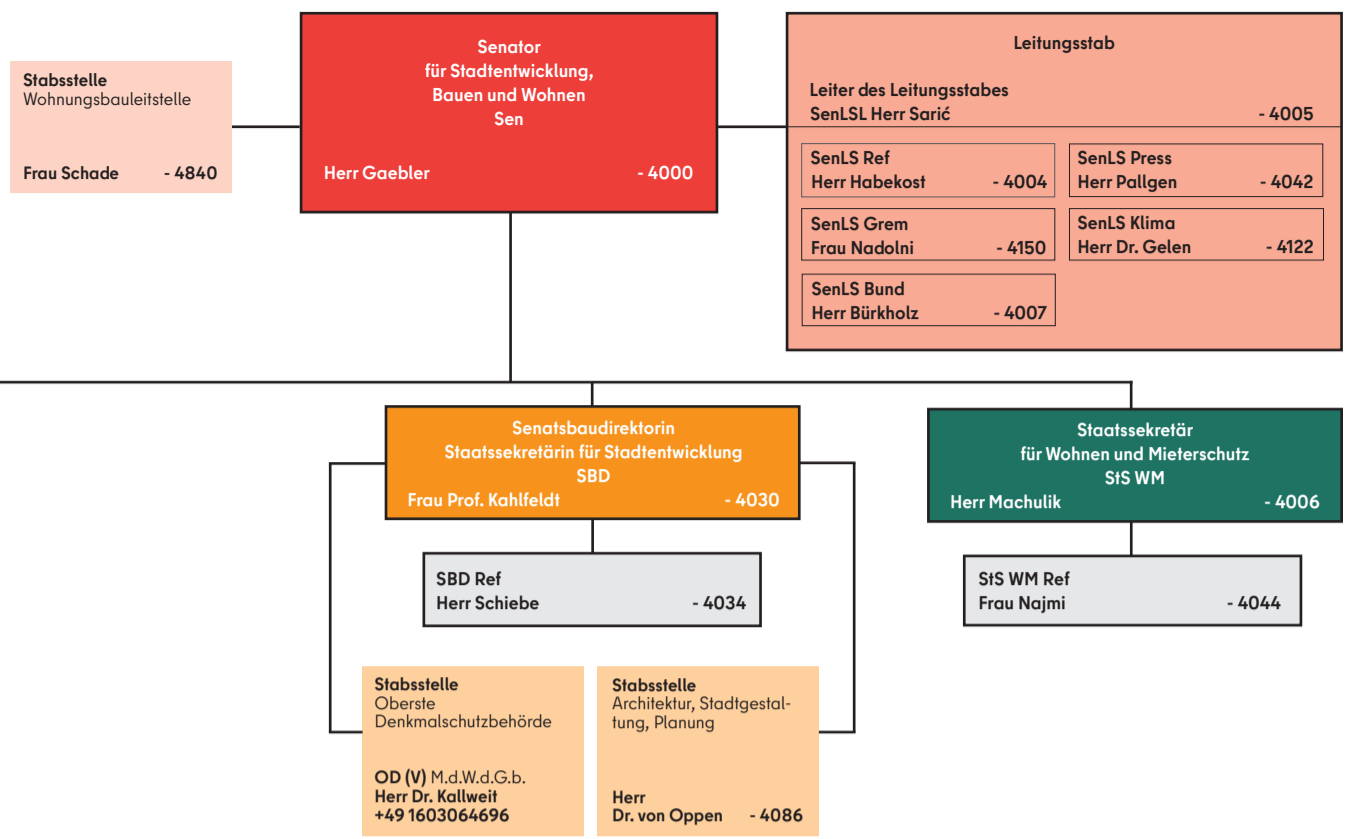 Stabsstelle
Wohnungsbauleitstelle
Frau Schade - 4840
Senator
für Stadtentwicklung,
Bauen und Wohnen
Sen
Herr Gaebler - 4000
Leitungsstab
Leiter des Leitungsstabes
SenLSL Herr Sarić - 4005
SenLS Ref
Herr Habekost - 4004
SenLS Press
Herr Pallgen - 4042
SenLS Grem
Frau Nadolni - 4150
SenLS Klima
Herr Dr. Gelen - 4122
SenLS Bund
Herr Bürkholz - 4007
Senatsbaudirektorin
Staatssekretärin für Stadtentwicklung
SBD
Frau Prof. Kahlfeldt - 4030
Staatssekretär
für Wohnen und Mieterschutz
StS WM
Herr Machulik - 4006
SBD Ref
Herr Schiebe - 4034
StS WM Ref
Frau Najmi - 4044
Stabsstelle
Oberste
Denkmalschutzbehörde
OD (V) M.d.W.d.G.b.
Herr Dr. Kallweit
+49 1603064696
Stabsstelle
Architektur, Stadtgestal-
tung, Planung
Herr
Dr. von Oppen - 4086